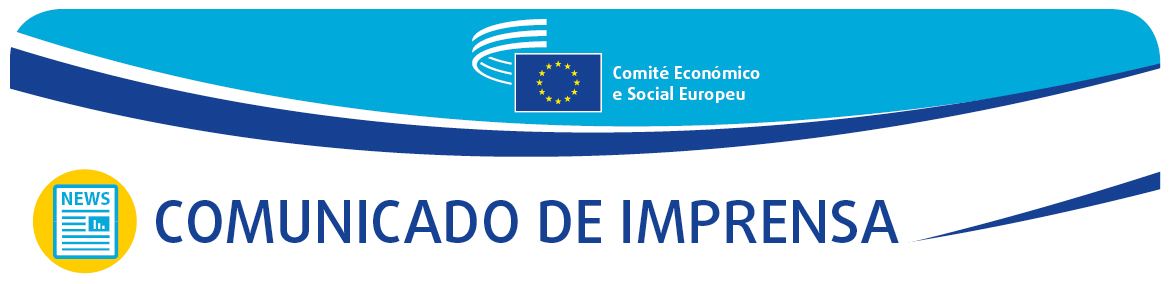 Comité Económico
e Social Europeu
NEWS
COMUNICADO DE IMPRENSA